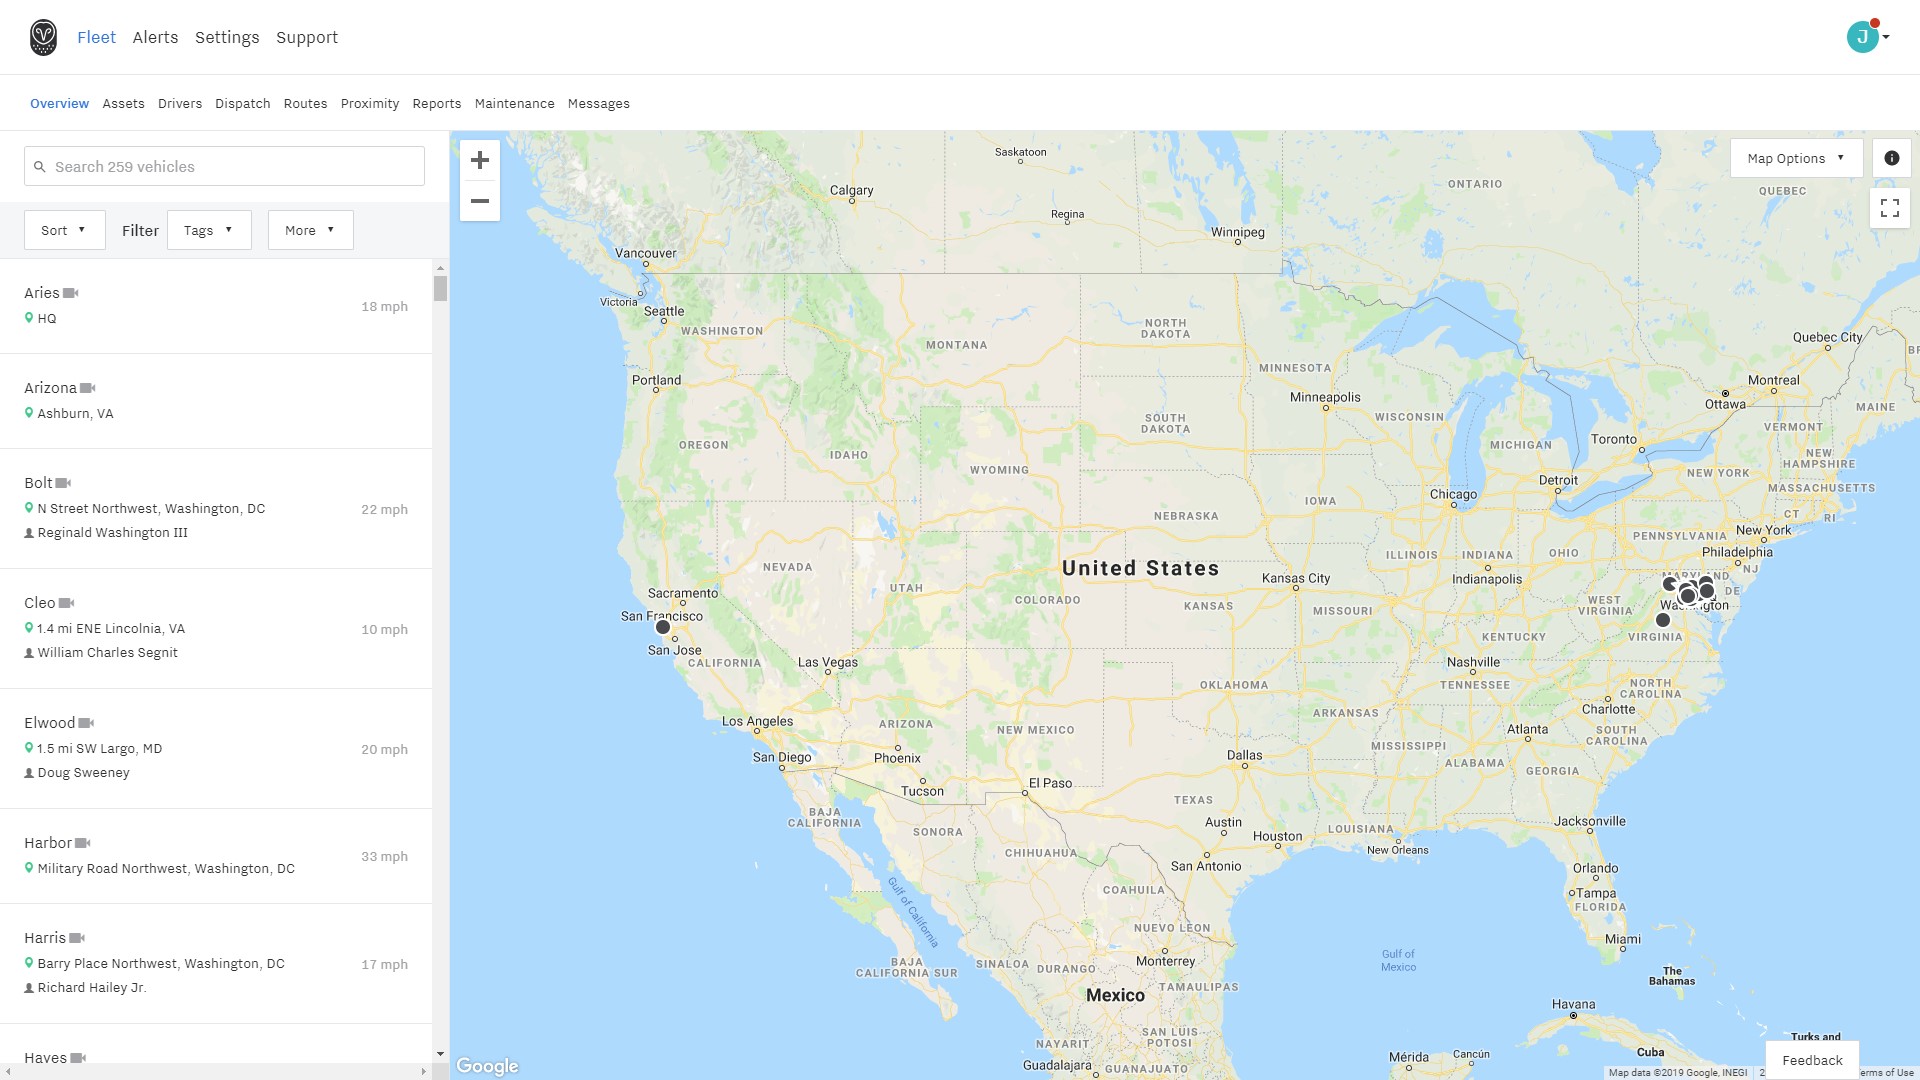 Fleet Alerts Settings Support
J
Overview Assets Drivers Dispatch Routes Proximity Reports Maintenance Messages
Search 259 vehicles
Sort
Filter
Tags
More
Aries
HQ
18 mph
Arizona
Ashburn, VA
Bolt
N Street Northwest, Washington, DC
Reginald Washington III
22 mph
Cleo
1.4 mi ENE Lincolnia, VA
William Charles Segnit
10 mph
Elwood
1.5 mi SW Largo, MD
Doug Sweeney
20 mph
Harbor
Military Road Northwest, Washington, DC
33 mph
Harris
Barry Place Northwest, Washington, DC
Richard Hailey Jr.
17 mph
Hayes
Map Options
Saskatoon
Calgary
Regina
Winnipeg
ONTARIO
QUEBEC
Vancouver
Victoria
Seattle
WASHINGTON
Portland
OREGON
IDAHO
MONTANA
NORTH
DAKOTA
SOUTH
DAKOTA
WYOMING
MINNESOTA
Minneapolis
WISCONSIN
MICHIGAN
Quebec City
Montreal
Ottawa
MAINE
VERMONT
Toronto
NEW
HAMPSHIRE
NEW YORK
MASSACHUSETTS
CT
RI
Detroit
Chicago
IOWA
NEBRASKA
New York
PENNSYLVANIA
Philadelphia
NJ
OHIO
INDIANA
ILLINOIS
Indianapolis
MARYLAND
DE
Washington
WEST
VIRGINIA
VIRGINIA
United States
Kansas City
KANSAS
MISSOURI
COLORADO
UTAH
NEVADA
Sacramento
San Francisco
San Jose
CALIFORNIA
Las Vegas
Los Angeles
San Diego
ARIZONA
Phoenix
Tucson
NEW MEXICO
El Paso
OKLAHOMA
ARKANSAS
KENTUCKY
Nashville
TENNESSEE
NORTH
CAROLINA
Charlotte
SOUTH
CAROLINA
Atlanta
MISSISSIPPI
ALABAMA
GEORGIA
Dallas
TEXAS
Austin
Houston
San Antonio
LOUISIANA
New Orleans
Jacksonville
Orlando
Tampa
FLORIDA
Miami
BAJA
CALIFORNIA
SONORA
CHIHUAHUA
COAHUILA
Gulf of California
NUEVO LEON
BAJA
CALIFORNIA SUR
SINALOA
DURANGO
Monterrey
TAMAULIPAS
Mexico
Gulf of
Mexico
The
Bahamas
Havana
SAN LUIS
POTOSI
NAYARIT
Guadalajara
GUANAJUATO
Mérida
Cancún
Cuba
Turks and
Feedback
Google
Map data ©2019 Google, INEGI
erms of Use